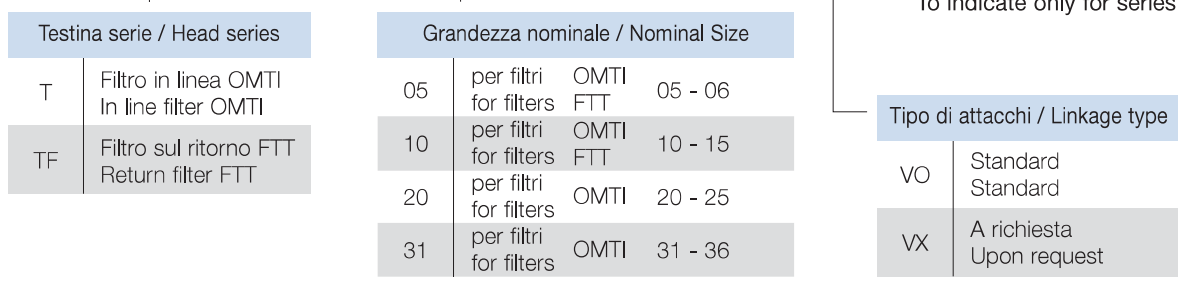 To indicate only for series
Testina serie / Head series
T
Filtro in linea OMTI
In line filter OMTI
TF
Filtro sul ritorno FTT
Return filter FTT
Grandezza nominale / Nominal Size
05 per filtri OMTI 05 - 06
for filters FTT
10 per filtri OMTI 10 - 15
for filters FTT
20 per filtri OMTI 20 - 25
for filters
31 per filtri OMTI 31 - 36
for filters
Tipo di attacchi / Linkage type
VO
Standard
Standard
VX
A richiesta
Upon request